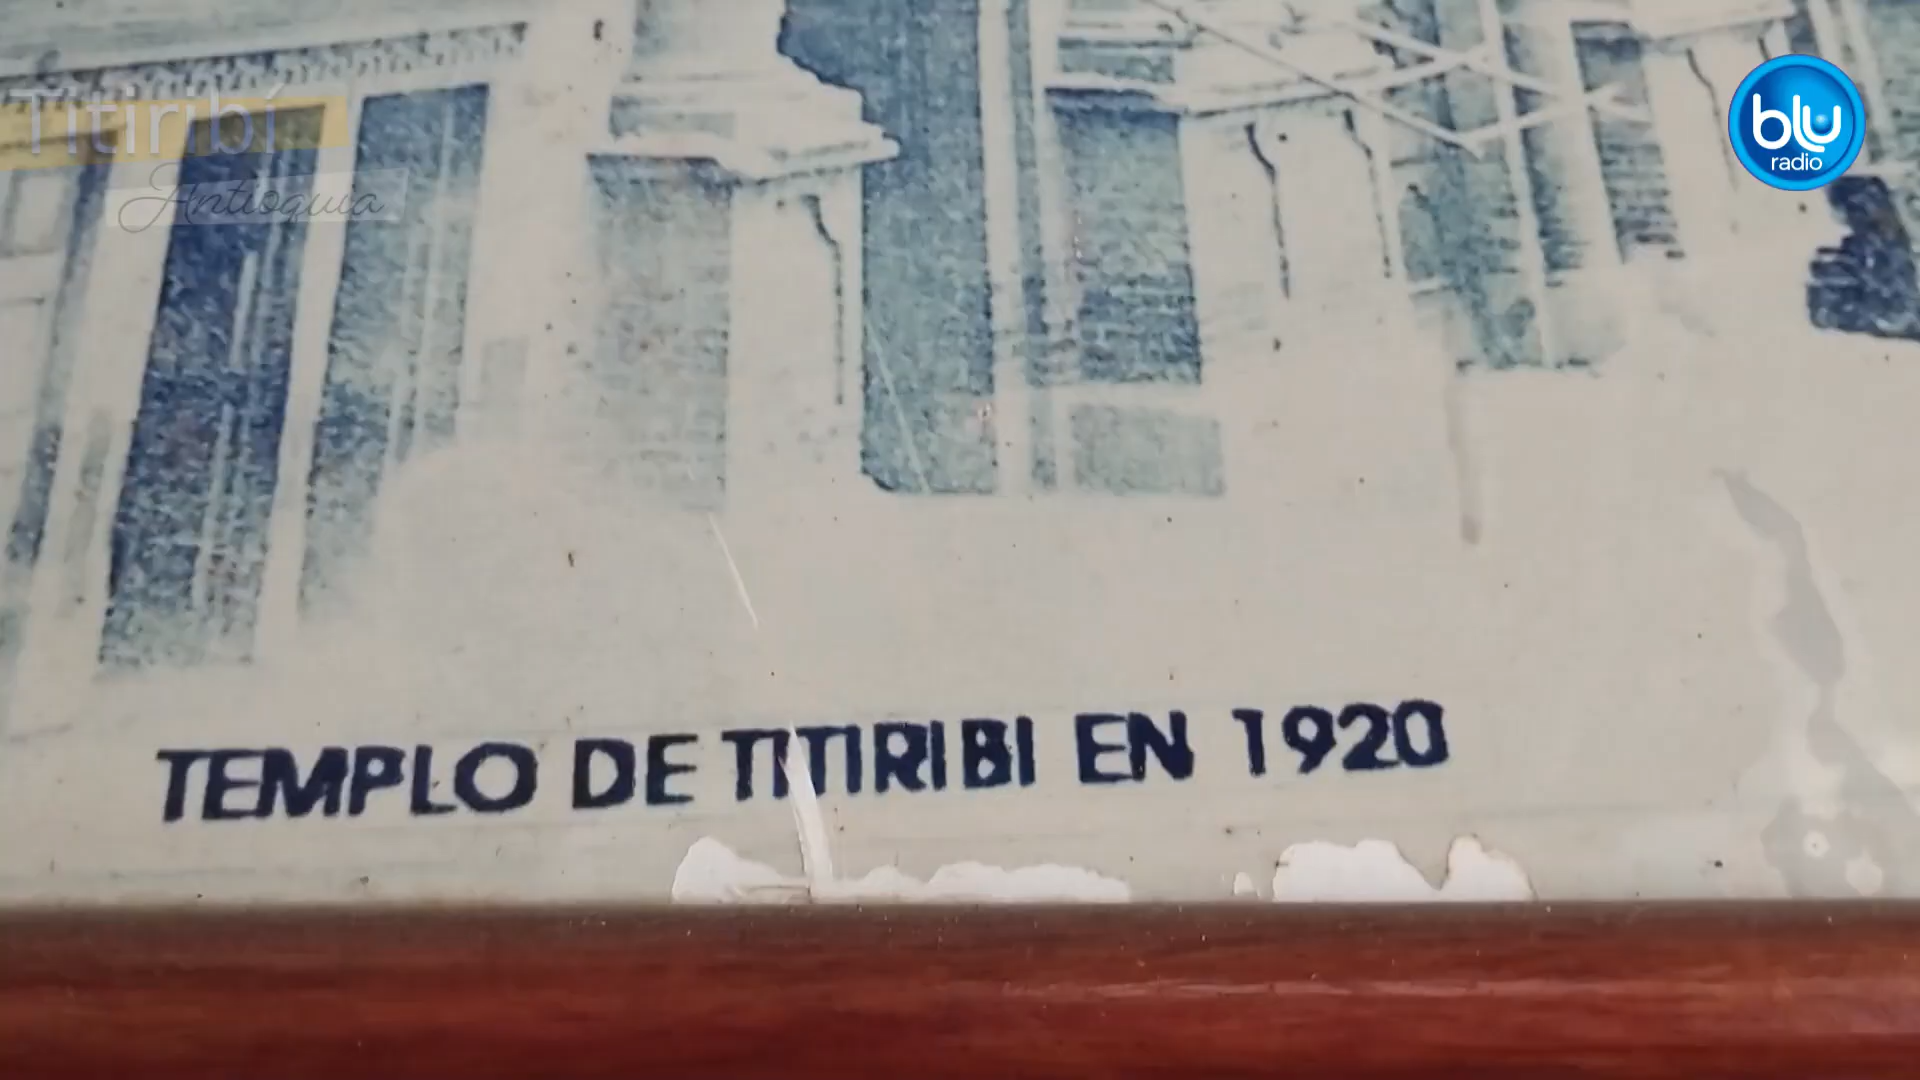 Titiribí
Antioquia
blu
radio
TEMPLO DE TITIRIBI EN 1920